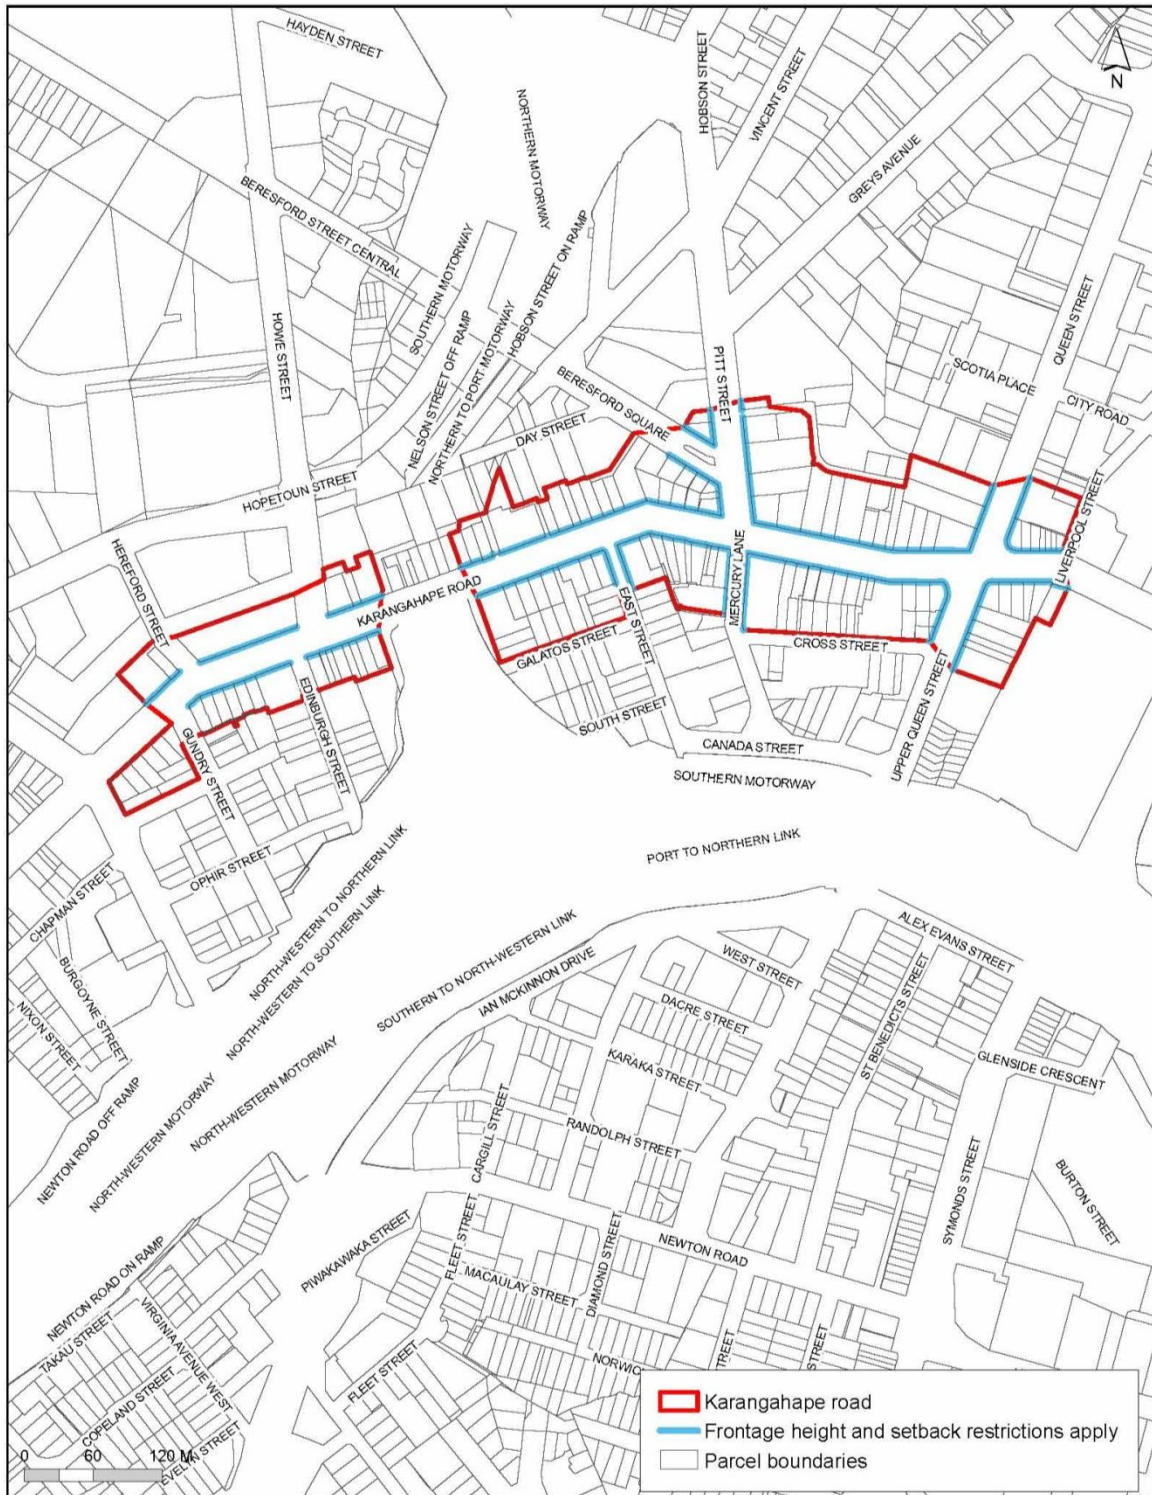 HAYDEN STREET
HOBSON STREET
VINCENT STREET
N
NORTHERN MOTORWAY
GREYS AVENUE
BERESFORD STREET CENTRAL
SOUTHERN MOTORWAY
HOBSON STREET ON RAMP
QUEEN STREET
HOWE STREET
NELSON STREET OFF RAMP
NORTHERN TO PORT MOTORWAY
PITT STREET
SCOTIA PLACE
CITY ROAD
BERESFORD SQUARE
DAY STREET
HOPETOUN STREET
LIVERPOOL STREET
HEREFORD STREET
KARANGAHAPE ROAD
MERCURY LANE
EAST STREET
GALATOS STREET
CROSS STREET
EDINBURGH STREET
GUNDRY STREET
SOUTH STREET
UPPER QUEEN STREET
CANADA STREET
SOUTHERN MOTORWAY
PORT TO NORTHERN LINK
OPHIR STREET
CHAPMAN STREET
NORTH-WESTERN TO NORTHERN LINK
NORTH-WESTERN TO SOUTHERN LINK
SOUTHERN TO NORTH-WESTERN LINK
IAN MCKINNON DRIVE
ALEX EVANS STREET
WEST STREET
BURGOYNE STREET
NIXON STREET
DACRE STREET
ST BENEDICTS STREET
KARAKA STREET
GLENSIDE CRESCENT
NEWTON ROAD OFF RAMP
NORTH-WESTERN MOTORWAY
NORTH-WESTERN MOTORWAY
CARGILL STREET
RANDOLPH STREET
SYMONDS STREET
BURTON STREET
PIWAKAWAKA STREET
FLEET STREET
NEWTON ROAD
NEWTON ROAD ON RAMP
MACAULAY STREET
DIAMOND STREET
TAKAU STREET
VIRGINIA AVENUE WEST
FLEET STREET
NORWIC
STREET
STREET
COPELAND STREET
EVELYN STREET
0 60 120 M
Karangahape road
Frontage height and setback restrictions apply
Parcel boundaries